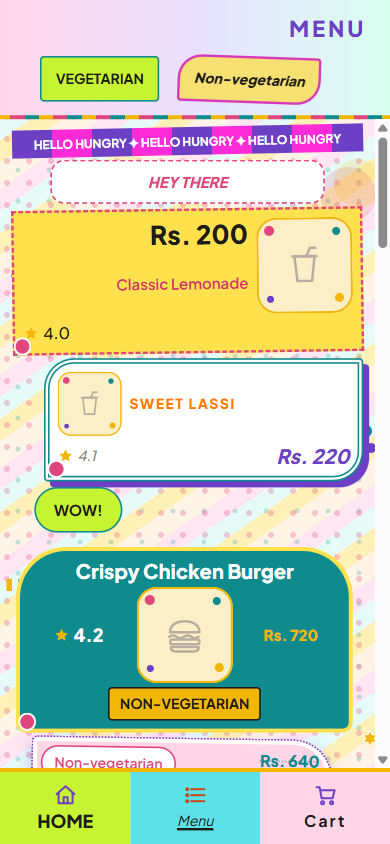 MENU
VEGETARIAN
Non-vegetarian
HELLO HUNGRY ✦ HELLO HUNGRY ✦ HELLO HUNGRY
HEY THERE
Rs. 200
Classic Lemonade
4.0
SWEET LASSI
4.1
Rs. 220
WOW!
Crispy Chicken Burger
4.2
Rs. 720
NON-VEGETARIAN
Non-vegetarian
Rs. 640
HOME
Menu
Cart